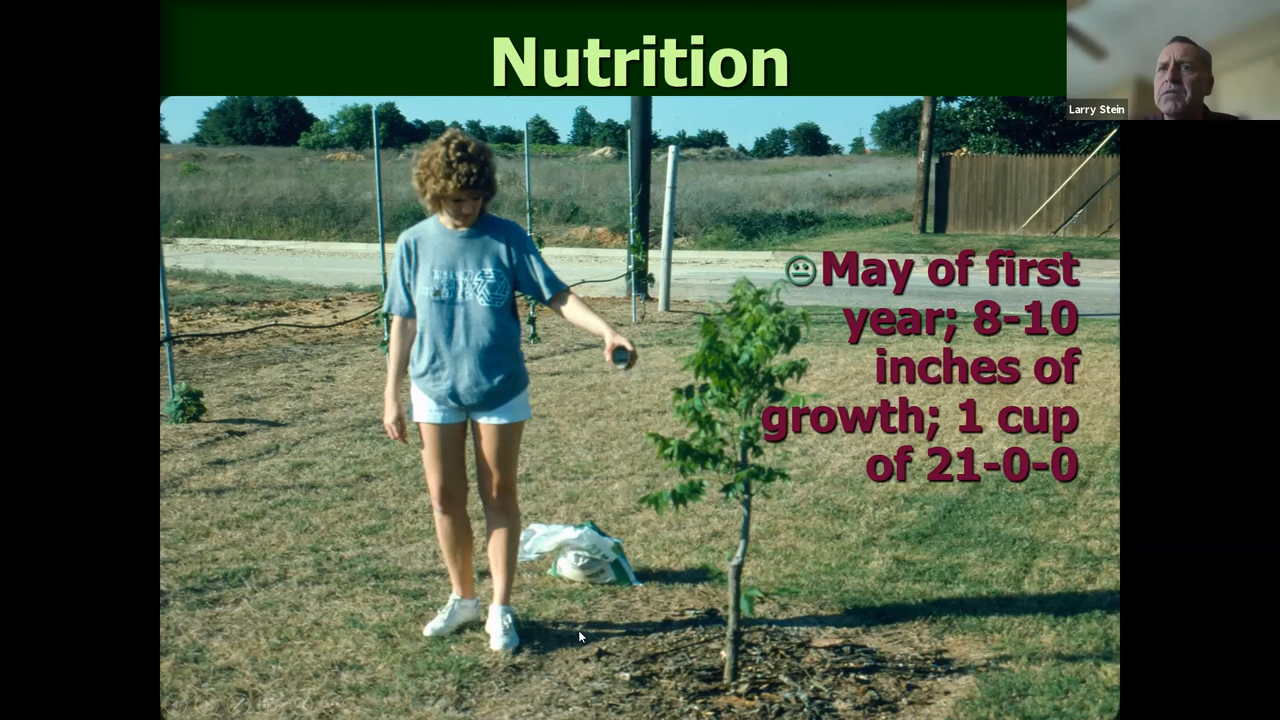 Nutrition
Larry Stein
May of first
year; 8-10
inches of
growth; 1 cup
of 21-0-0